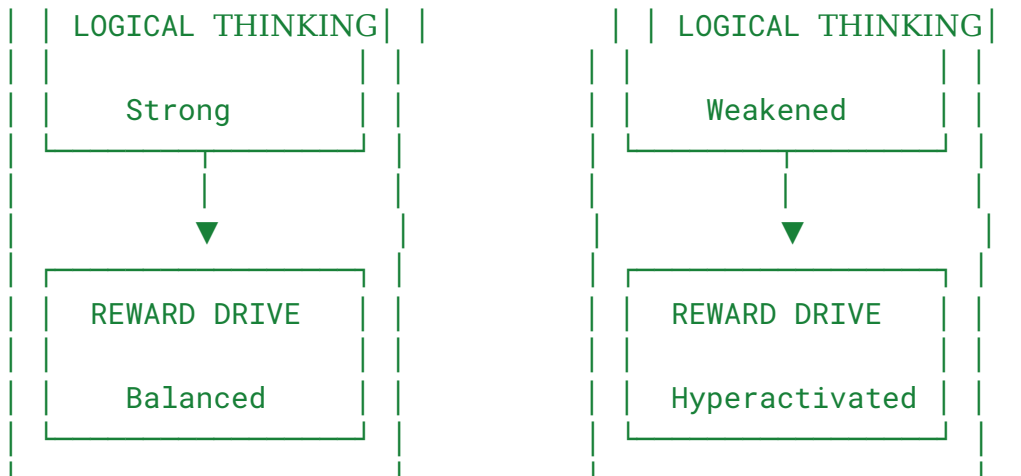 LOGICAL THINKING LOGICAL THINKING
Strong Weakened
REWARD DRIVE REWARD DRIVE
Balanced Hyperactivated